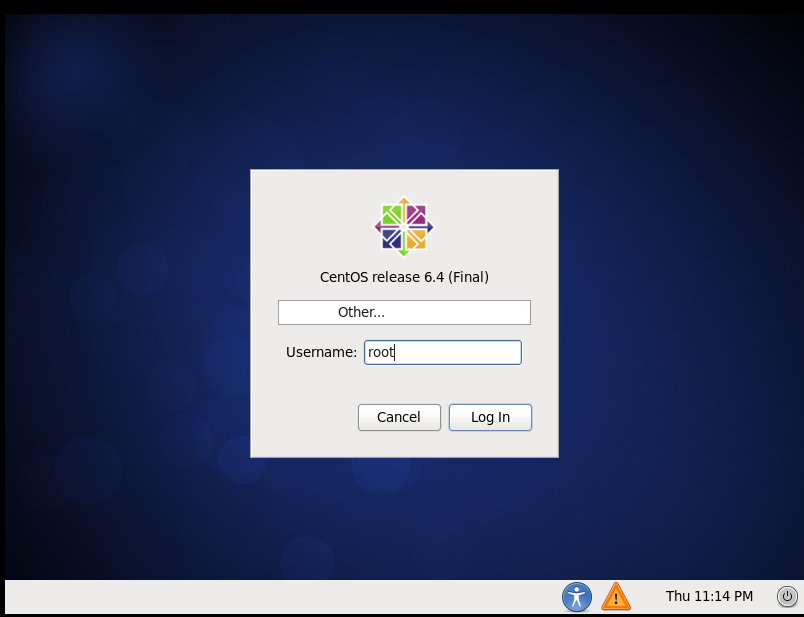 CentOS release 6.4 (Final)
Other...
Username: root
Cancel Log In
Thu 11:14 PM